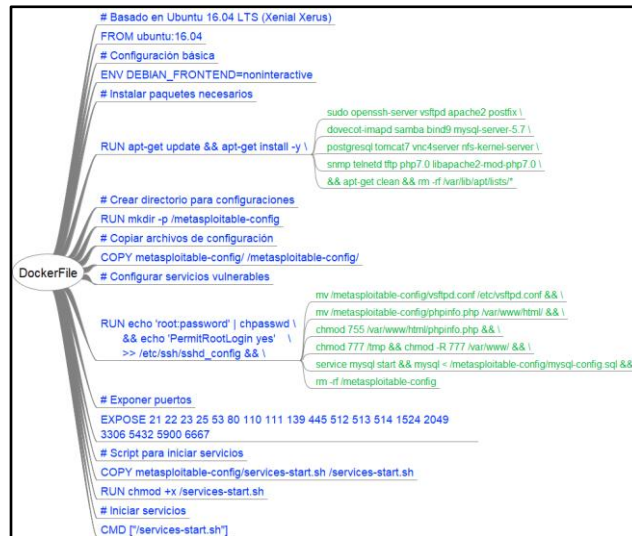 # Basado en Ubuntu 16.04 LTS (Xenial Xerus)
FROM ubuntu:16.04
# Configuración básica
ENV DEBIAN_FRONTEND=noninteractive
# Instalar paquetes necesarios
RUN apt-get update && apt-get install -y \
sudo openssh-server vsftpd apache2 postfix \
dovecot-imapd samba bind9 mysql-server-5.7 \
postgresql tomcat7 vnc4server nfs-kernel-server \
snmp telnetd tftp php7.0 libapache2-mod-php7.0 \
&& apt-get clean && rm -rf /var/lib/apt/lists/*
# Crear directorio para configuraciones
RUN mkdir -p /metasploitable-config
# Copiar archivos de configuración
COPY metasploitable-config/ /metasploitable-config/
DockerFile
# Configurar servicios vulnerables
RUN echo 'root:password' | chpasswd \
&& echo 'PermitRootLogin yes' \
>> /etc/ssh/sshd_config && \
mv /metasploitable-config/vsftpd.conf /etc/vsftpd.conf && \
mv /metasploitable-config/phpinfo.php /var/www/html/ && \
chmod 755 /var/www/html/phpinfo.php && \
chmod 777 /tmp && chmod -R 777 /var/www/ && \
service mysql start && mysql < /metasploitable-config/mysql-config.sql &&
rm -rf /metasploitable-config
# Exponer puertos
EXPOSE 21 22 23 25 53 80 110 111 139 445 512 513 514 1524 2049
3306 5432 5900 6667
# Script para iniciar servicios
COPY metasploitable-config/services-start.sh /services-start.sh
RUN chmod +x /services-start.sh
# Iniciar servicios
CMD ["/services-start.sh"]